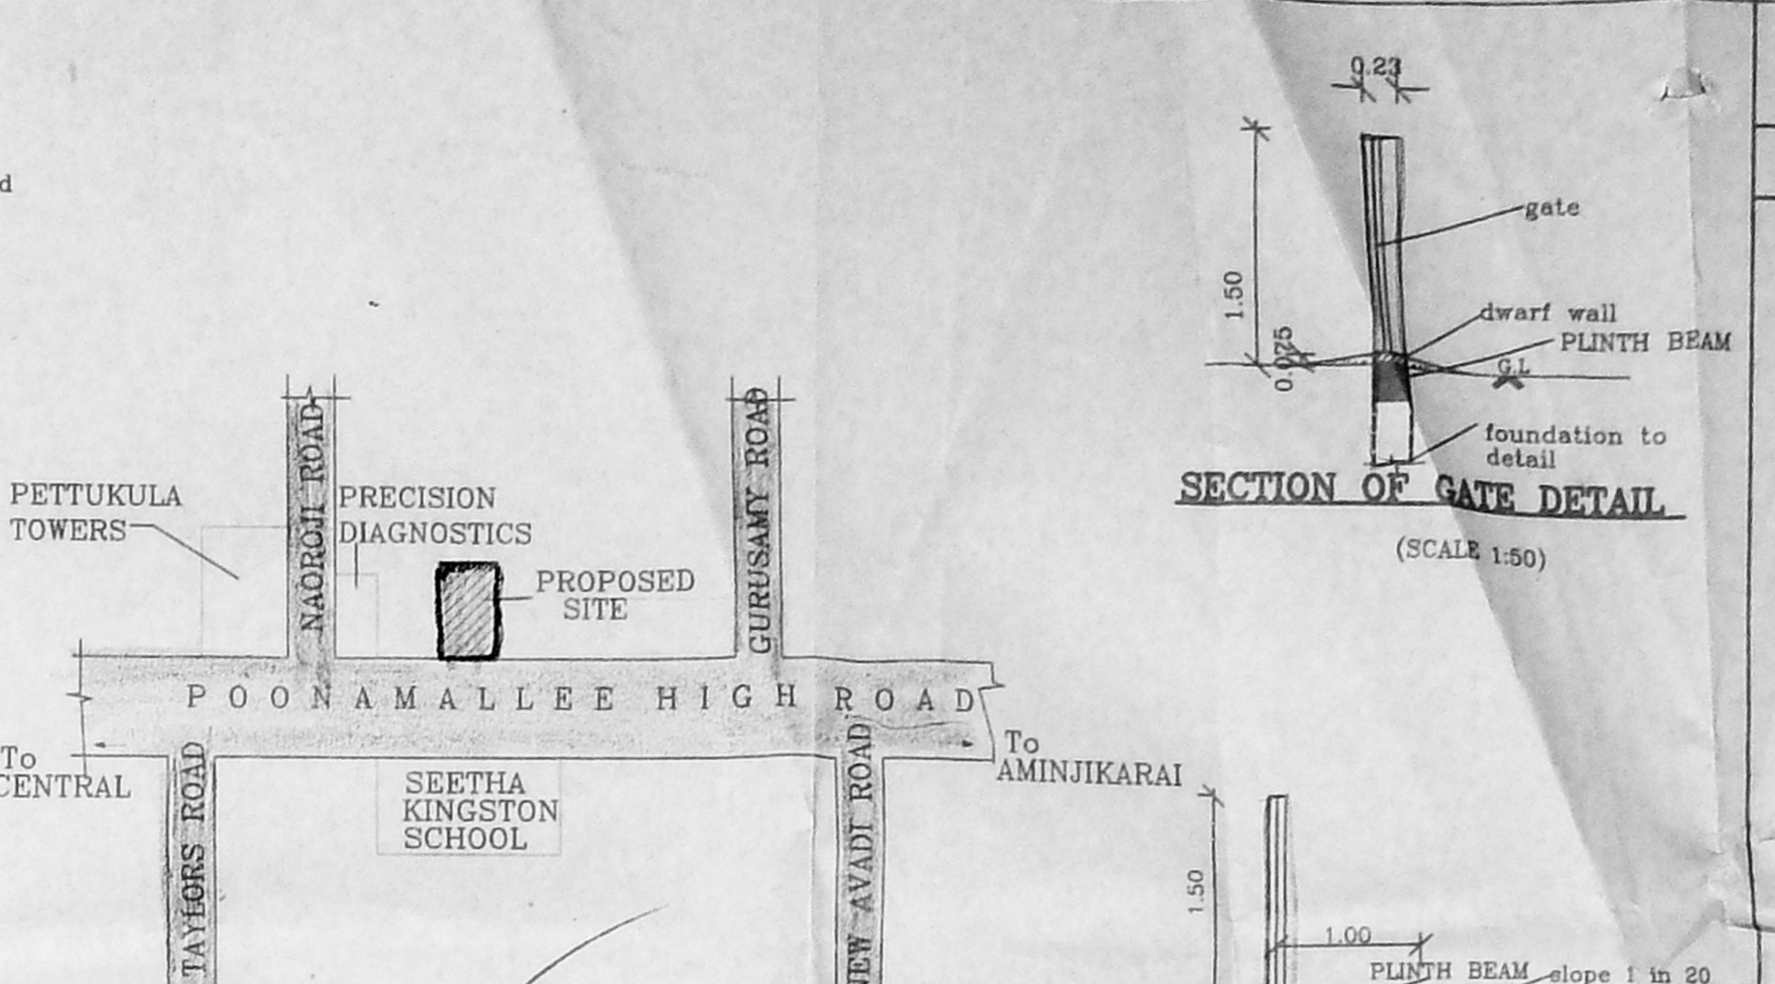 d
0.23
gate
1.50
dwarf wall
0.075
PLINTH BEAM
G.L
foundation to
detail
SECTION OF GATE DETAIL
(SCALE 1:50)
NAOROJI ROAD
GURUSAMY ROAD
PETTUKULA
TOWERS
PRECISION
DIAGNOSTICS
PROPOSED
SITE
POONAMALLEE HIGH ROAD
To
CENTRAL
To
AMINJIKARAI
TAYLORS ROAD
SEETHA
KINGSTON
SCHOOL
NEW AVADI ROAD
1.50
1.00
PLINTH BEAM
slope 1 in 20